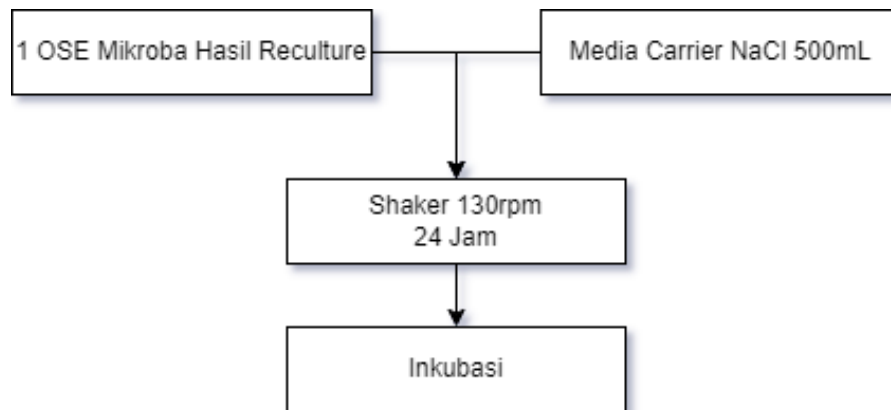 1 OSE Mikroba Hasil Reculture
Media Carrier NaCl 500mL
Shaker 130rpm
24 Jam
Inkubasi